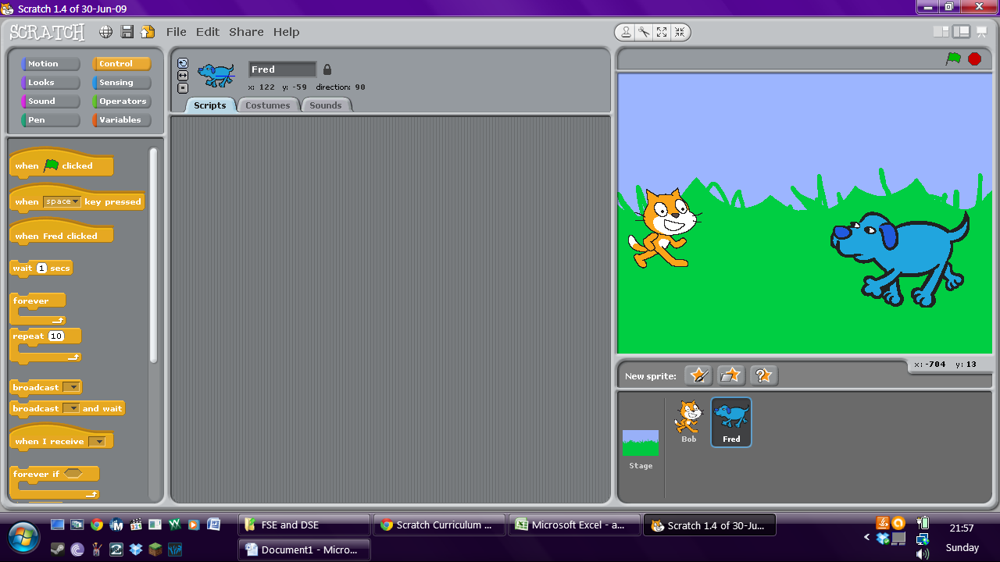 Scratch 1.4 of 30-Jun-09
SCRATCH File Edit Share Help
Motion Control
Looks Sensing
Sound Operators
Pen Variables
Fred
x: 122 y: -59 direction: 90
Scripts Costumes Sounds
when clicked
when space key pressed
when Fred clicked
wait 1 secs
forever
repeat 10
broadcast
broadcast and wait
when I receive
forever if
x: -704 y: 13
New sprite:
Bob Fred
Stage
FSE and DSE Scratch Curriculum ... Microsoft Excel - a... Scratch 1.4 of 30-Ju...
Document1 - Micro...
21:57
Sunday